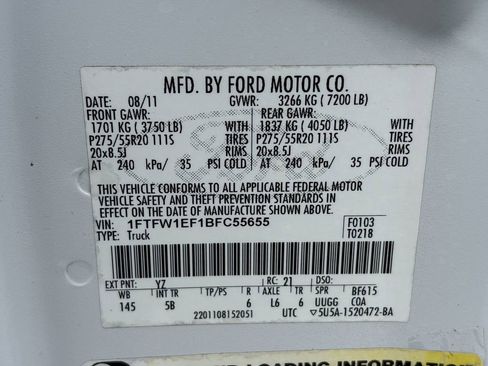 MFD. BY FORD MOTOR CO.
DATE: 08/11 GVWR: 3266 KG ( 7200 LB)
FRONT GAWR: REAR GAWR:
1701 KG ( 3750 LB) WITH 1837 KG ( 4050 LB) WITH
P275/55R20 111S TIRES P275/55R20 111S TIRES
20x8.5J RIMS 20x8.5J RIMS
AT 240 kPa/ 35 PSI COLD AT 240 kPa/ 35 PSI COLD
THIS VEHICLE CONFORMS TO ALL APPLICABLE FEDERAL MOTOR
VEHICLE SAFETY AND THEFT PREVENTION STANDARDS IN
EFFECT ON THE DATE OF MANUFACTURE SHOWN ABOVE.
VIN: 1FTFW1EF1BFC55655 F0103
TYPE: Truck T0218
EXT PNT: YZ RC: 21 DSO:
WB INT TR TP/PS R AXLE TR SPR BF615
145 5B 6 L6 6 UUGG COA
2201108152051 UTC ▽5U5A-1520472-BA
LOADING INFORMATION